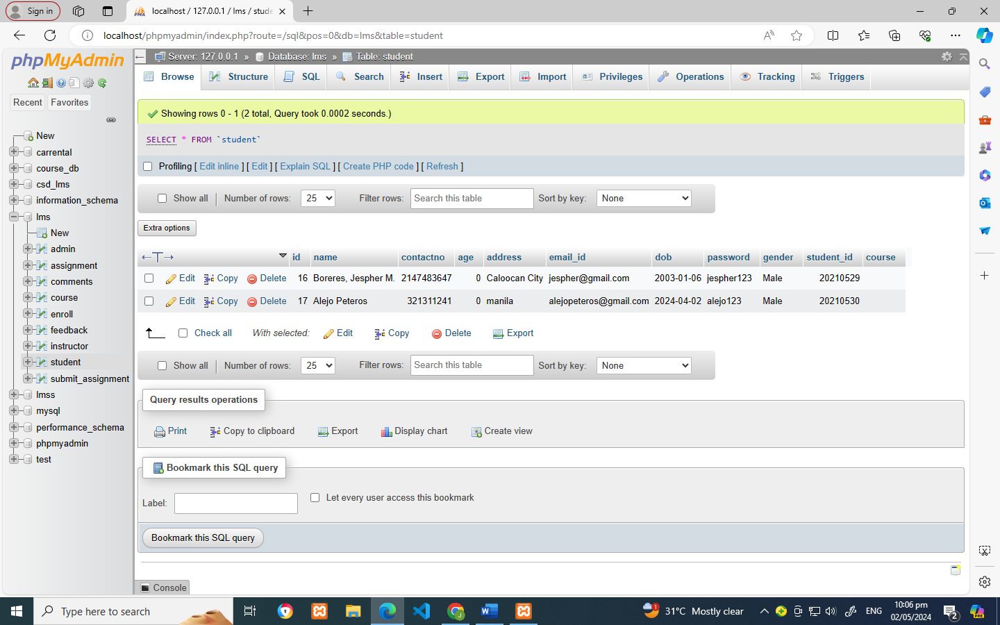 Sign in
localhost / 127.0.0.1 / lms / stude
localhost/phpmyadmin/index.php?route=/sql&pos=0&db=lms&table=student
phpMyAdmin
Recent Favorites
New
carrental
course_db
csd_lms
information_schema
lms
New
admin
assignment
comments
course
enroll
feedback
instructor
student
submit_assignment
lmss
mysql
performance_schema
phpmyadmin
test
Server: 127.0.0.1 » Database: lms » Table: student
Browse Structure SQL Search Insert Export Import Privileges Operations Tracking Triggers
Showing rows 0 - 1 (2 total, Query took 0.0002 seconds.)
SELECT * FROM `student`
Profiling [ Edit inline ] [ Edit ] [ Explain SQL ] [ Create PHP code ] [ Refresh ]
Show all Number of rows: 25 Filter rows: Search this table Sort by key: None
Extra options
←T→ id name contactno age address email_id dob password gender student_id course
Edit Copy Delete 16 Boreres, Jespher M. 2147483647 0 Caloocan City jespher@gmail.com 2003-01-06 jespher123 Male 20210529
Edit Copy Delete 17 Alejo Peteros 321311241 0 manila alejopeteros@gmail.com 2024-04-02 alejo123 Male 20210530
Check all With selected: Edit Copy Delete Export
Show all Number of rows: 25 Filter rows: Search this table Sort by key: None
Query results operations
Print Copy to clipboard Export Display chart Create view
Bookmark this SQL query
Label: Let every user access this bookmark
Bookmark this SQL query
Console
Type here to search
31°C Mostly clear
ENG
10:06 pm
02/05/2024